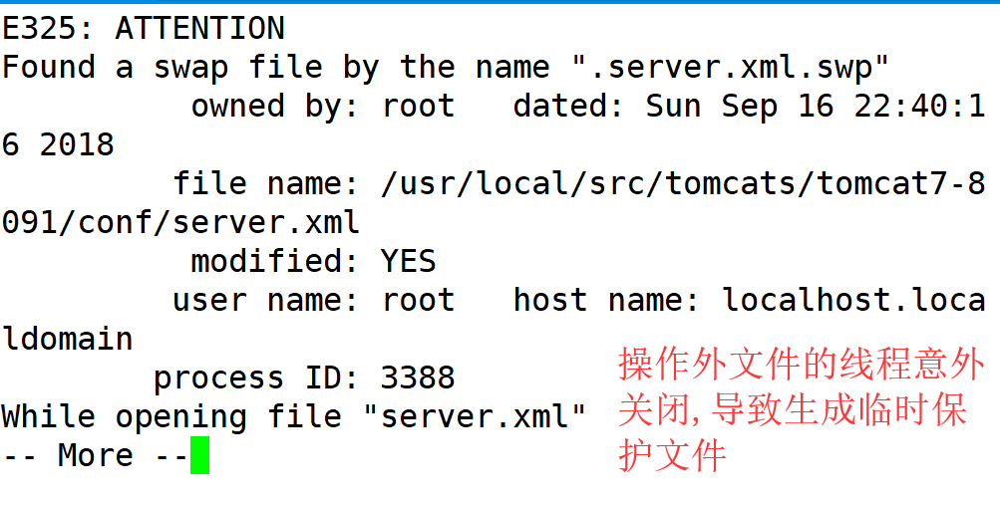 E325: ATTENTION
Found a swap file by the name ".server.xml.swp"
owned by: root   dated: Sun Sep 16 22:40:1
6 2018
file name: /usr/local/src/tomcats/tomcat7-8
091/conf/server.xml
modified: YES
user name: root   host name: localhost.loca
ldomain
process ID: 3388
While opening file "server.xml"
-- More --
操作外文件的线程意外
关闭,导致生成临时保
护文件